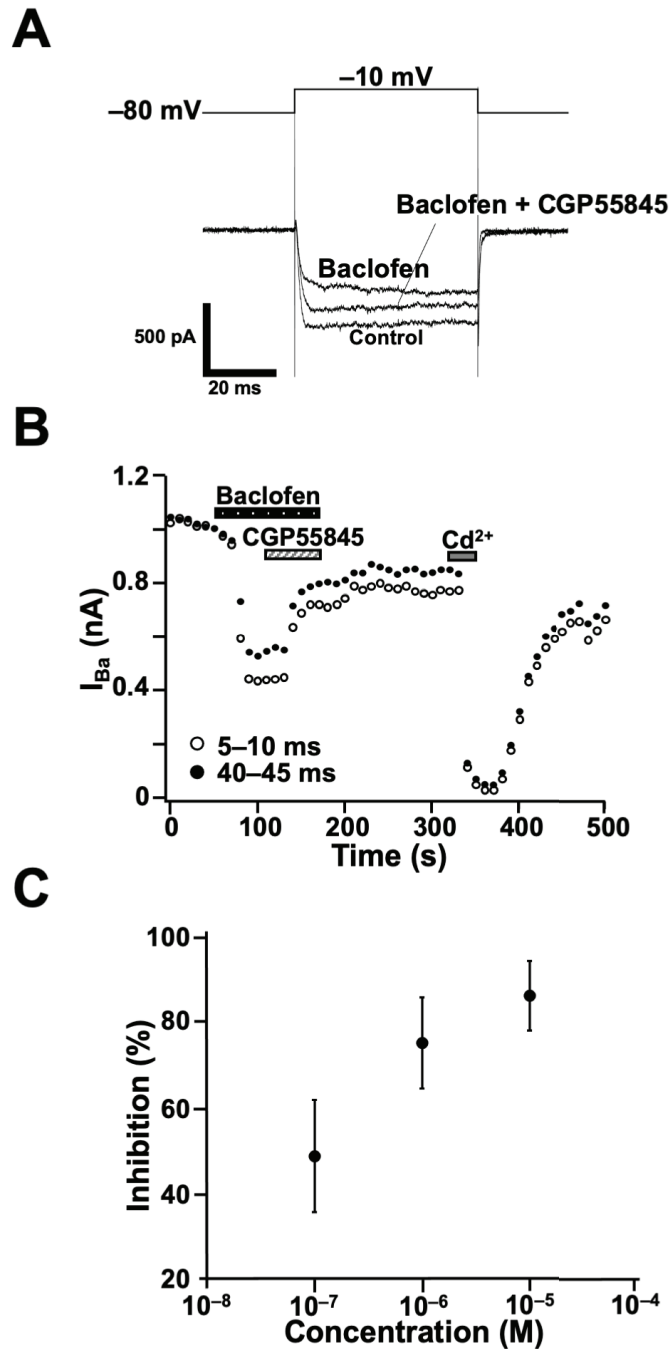 A
–10 mV
–80 mV
Baclofen + CGP55845
Baclofen
Control
500 pA
20 ms
B
1.2
0.8
0.4
0
I_Ba (nA)
Baclofen
CGP55845
Cd²⁺
5–10 ms
40–45 ms
0 100 200 300 400 500
Time (s)
C
100
80
60
40
20
Inhibition (%)
10⁻⁸ 10⁻⁷ 10⁻⁶ 10⁻⁵ 10⁻⁴
Concentration (M)